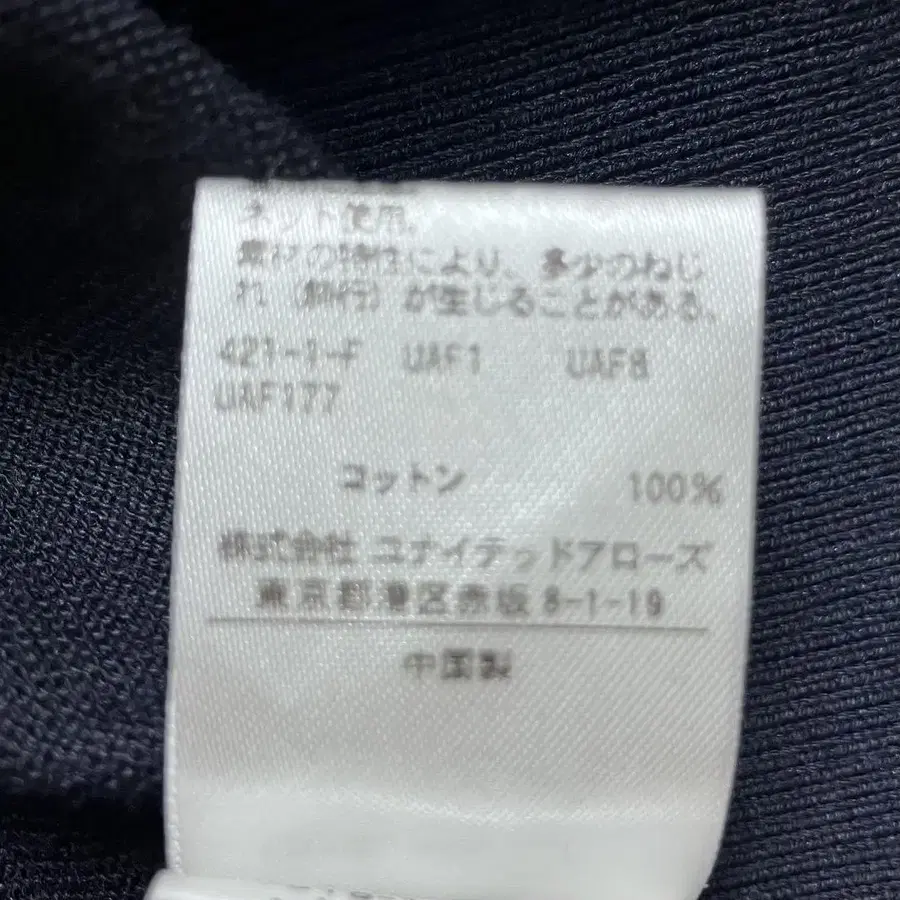 ネット使用。
素材の特性により、多少のねじ
れ（斜行）が生じることがある。
421-1-F UAF1 UAF8
UAF177
コットン 100%
株式会社 ユナイテッドアローズ
東京都港区赤坂 8-1-19
中国製